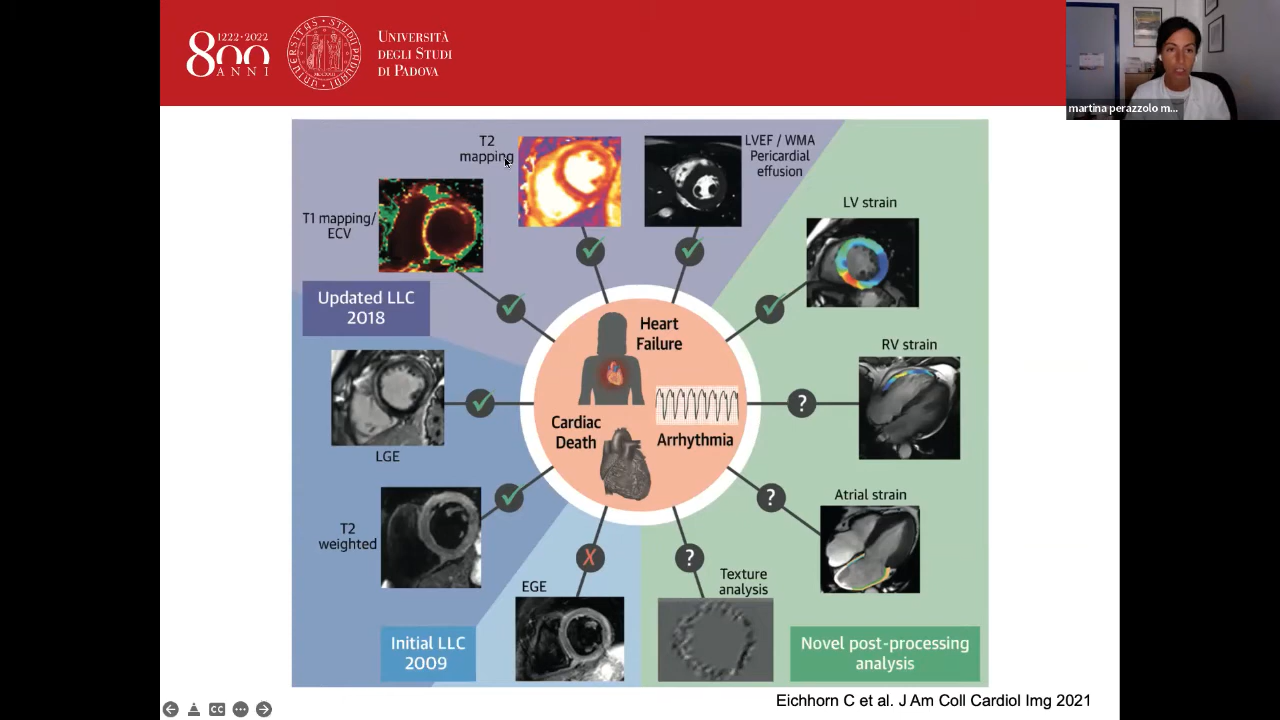 1222·2022
800
ANNI
UNIVERSITÀ
DEGLI STUDI
DI PADOVA
martina perazzolo m...
T2
mapping
LVEF / WMA
Pericardial
effusion
T1 mapping/
ECV
LV strain
Updated LLC
2018
Heart
Failure
RV strain
Cardiac
Death
Arrhythmia
LGE
Atrial strain
T2
weighted
EGE
Texture
analysis
Initial LLC
2009
Novel post-processing
analysis
?
?
?
X
Eichhorn C et al. J Am Coll Cardiol Img 2021
CC